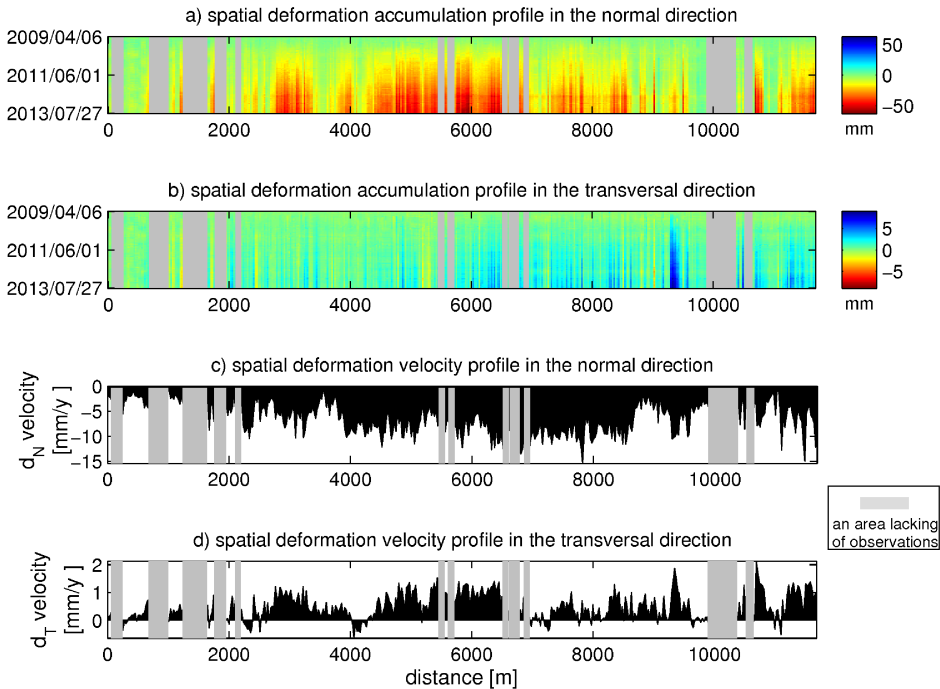 a) spatial deformation accumulation profile in the normal direction
2009/04/06
2011/06/01
2013/07/27
0 2000 4000 6000 8000 10000
50
0
−50
mm
b) spatial deformation accumulation profile in the transversal direction
2009/04/06
2011/06/01
2013/07/27
0 2000 4000 6000 8000 10000
5
0
−5
mm
c) spatial deformation velocity profile in the normal direction
d_N velocity
[mm/y ]
0
−5
−10
−15
0 2000 4000 6000 8000 10000
an area lacking
of observations
d) spatial deformation velocity profile in the transversal direction
d_T velocity
[mm/y ]
2
1
0
0 2000 4000 6000 8000 10000
distance [m]